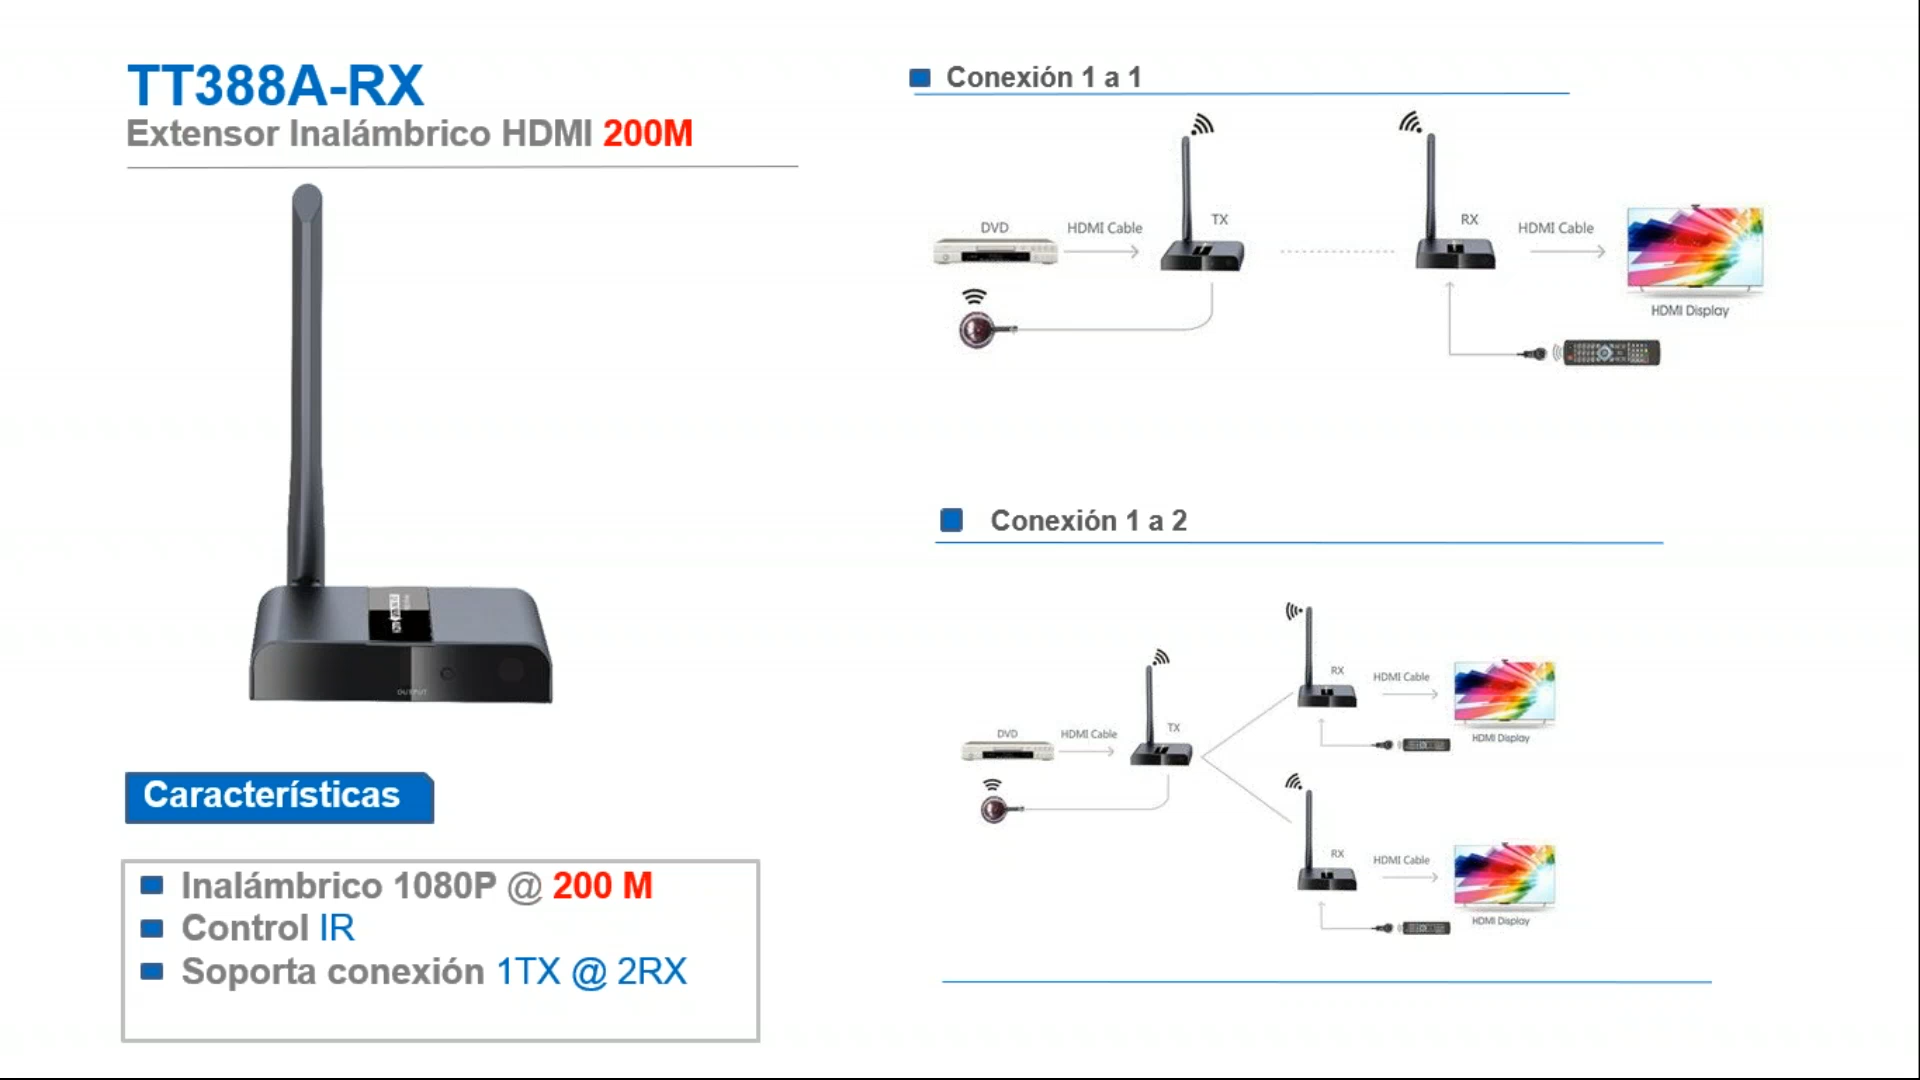 TT388A-RX
Extensor Inalámbrico HDMI 200M
OUTPUT
Características
Inalámbrico 1080P @ 200 M
Control IR
Soporta conexión 1TX @ 2RX
Conexión 1 a 1
DVD
HDMI Cable
TX
RX
HDMI Cable
HDMI Display
Conexión 1 a 2
DVD
HDMI Cable
TX
RX
HDMI Cable
HDMI Display
RX
HDMI Cable
HDMI Display